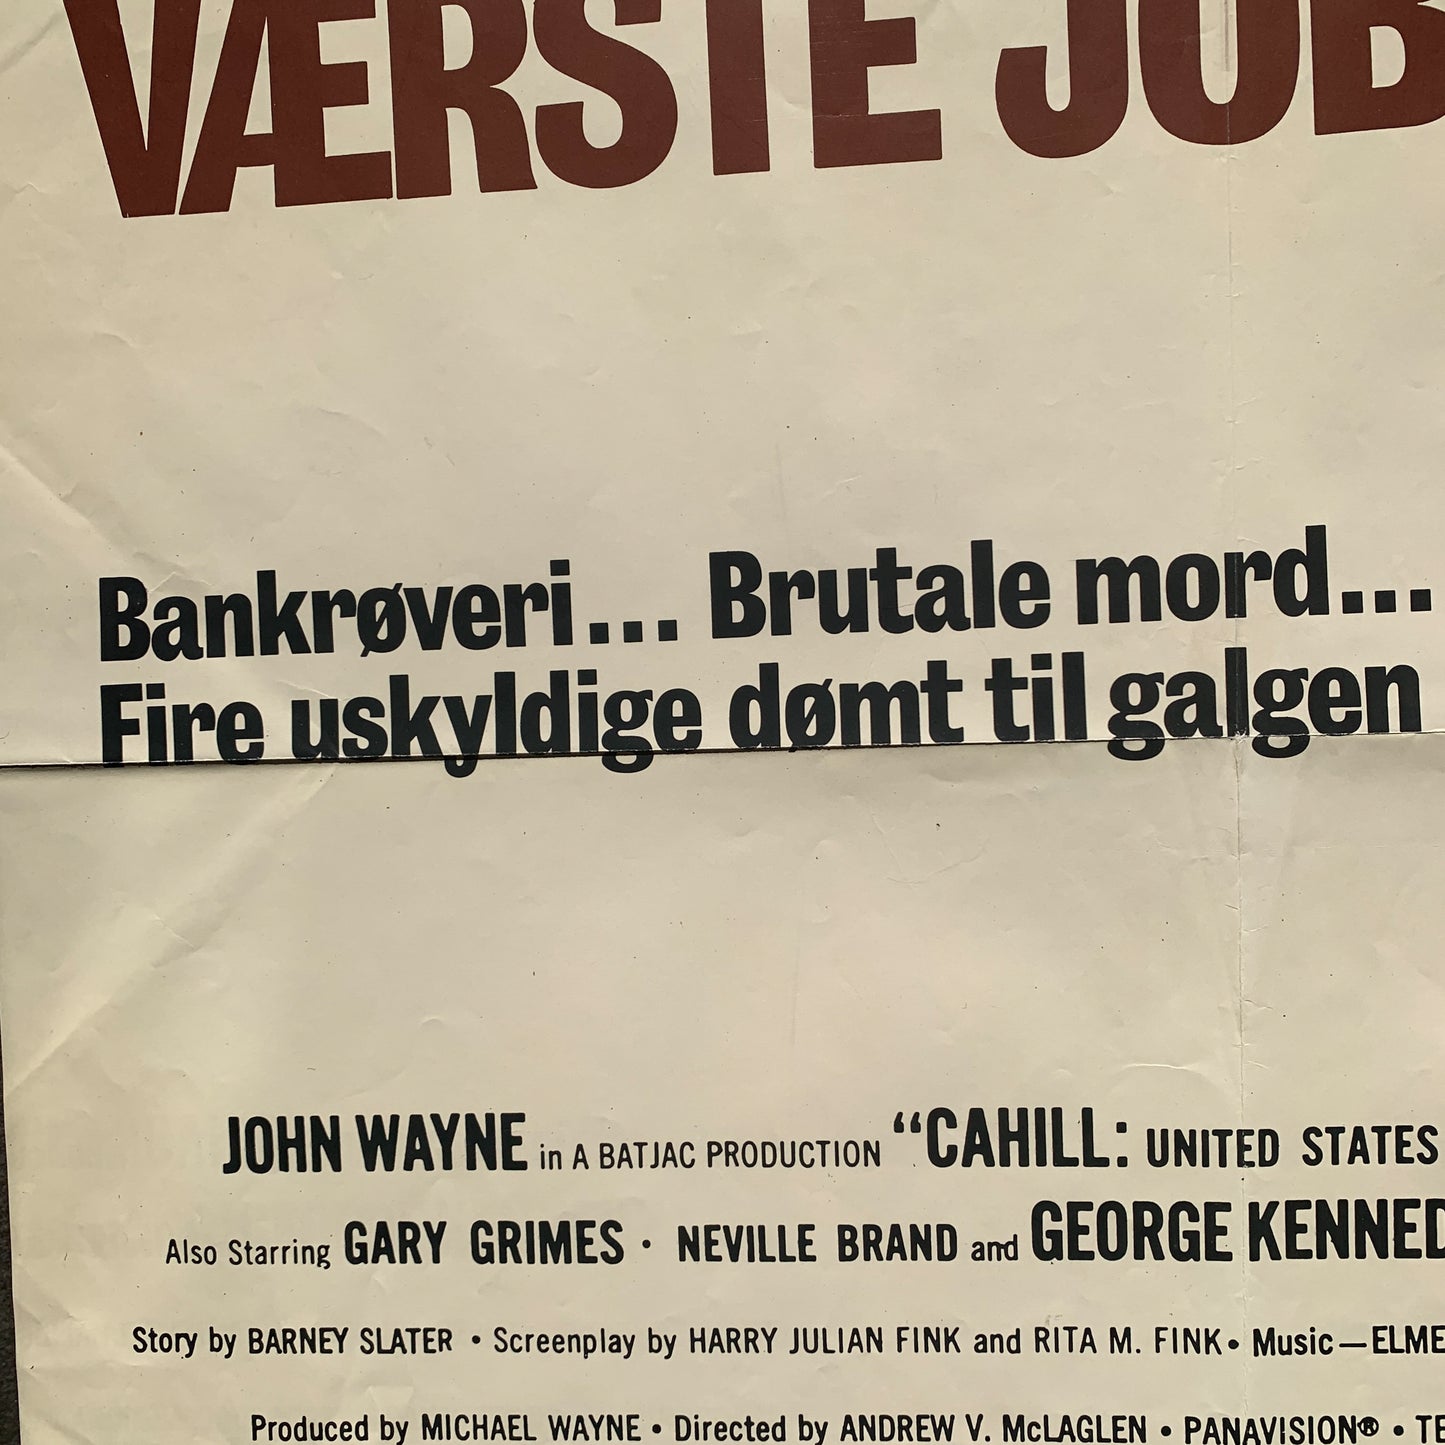 VÆRSTE JOB
Bankrøveri... Brutale mord...
Fire uskyldige dømt til galgen
JOHN WAYNE in A BATJAC PRODUCTION “CAHILL: UNITED STATES
Also Starring GARY GRIMES · NEVILLE BRAND and GEORGE KENNED
Story by BARNEY SLATER • Screenplay by HARRY JULIAN FINK and RITA M. FINK • Music — ELME
Produced by MICHAEL WAYNE • Directed by ANDREW V. McLAGLEN • PANAVISION® • TE